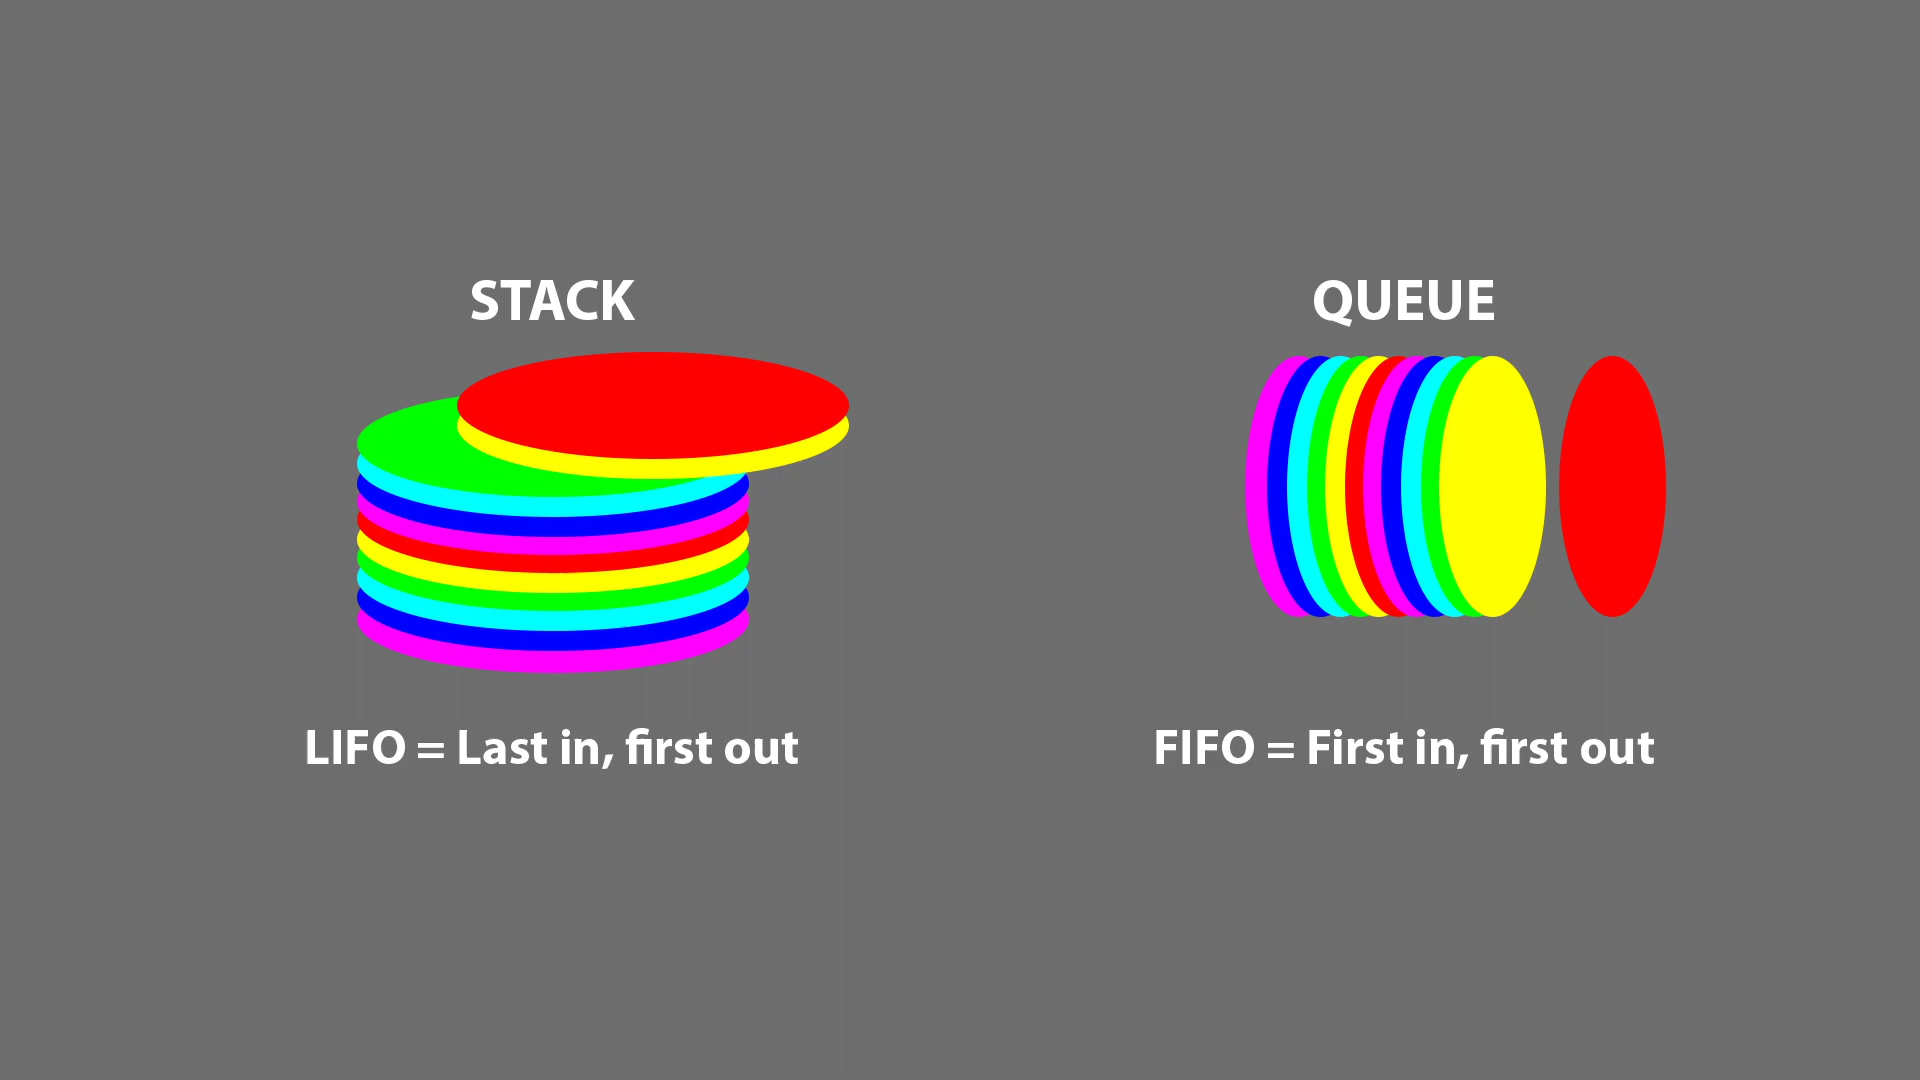 STACK
QUEUE
LIFO = Last in, first out
FIFO = First in, first out